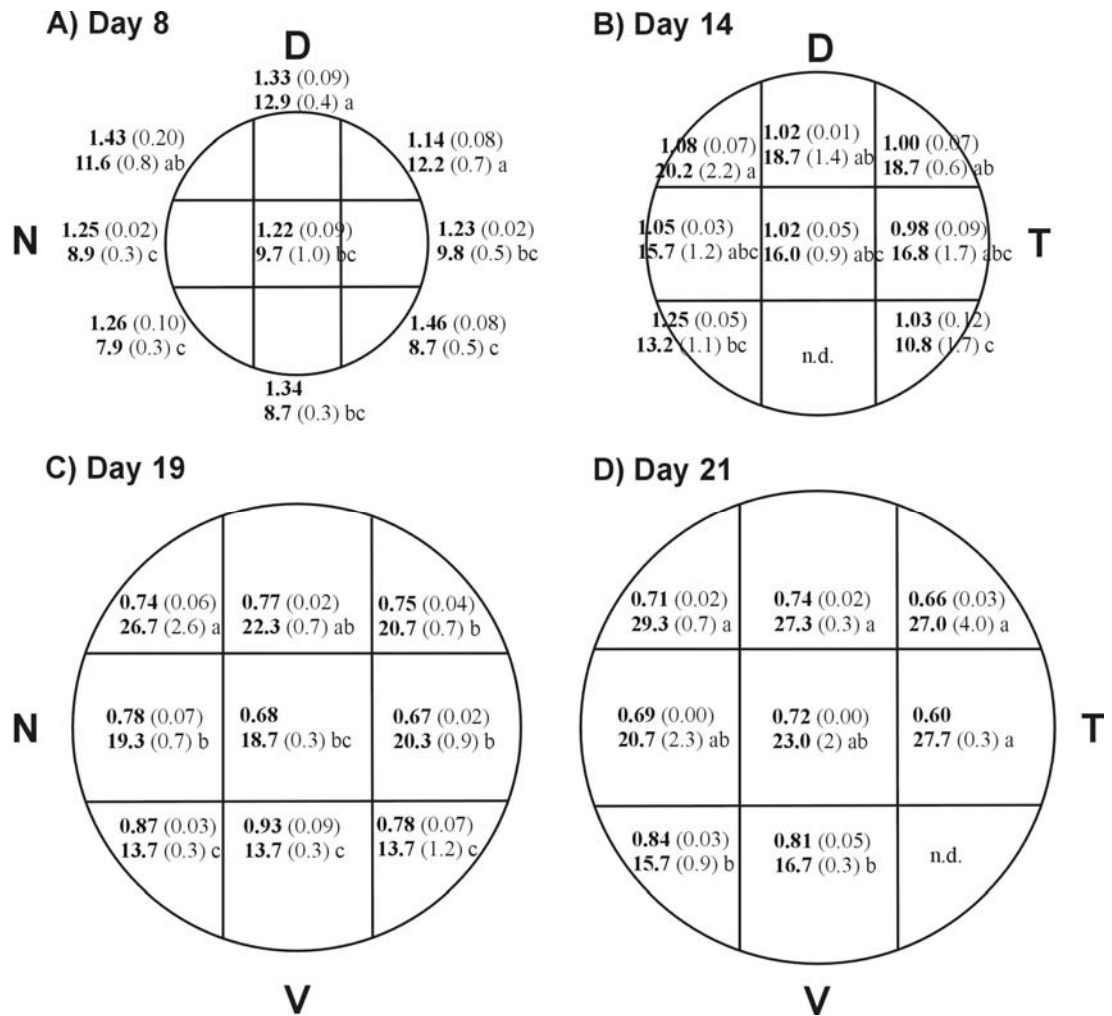 A) Day 8
D
1.33 (0.09)
12.9 (0.4) a
1.43 (0.20)
11.6 (0.8) ab
1.14 (0.08)
12.2 (0.7) a
N
1.25 (0.02)
8.9 (0.3) c
1.22 (0.09)
9.7 (1.0) bc
1.23 (0.02)
9.8 (0.5) bc
1.26 (0.10)
7.9 (0.3) c
1.46 (0.08)
8.7 (0.5) c
1.34
8.7 (0.3) bc
B) Day 14
D
1.08 (0.07)
20.2 (2.2) a
1.02 (0.01)
18.7 (1.4) ab
1.00 (0.07)
18.7 (0.6) ab
1.05 (0.03)
15.7 (1.2) abc
1.02 (0.05)
16.0 (0.9) abc
0.98 (0.09)
16.8 (1.7) abc
T
1.25 (0.05)
13.2 (1.1) bc
n.d.
1.03 (0.12)
10.8 (1.7) c
C) Day 19
0.74 (0.06)
26.7 (2.6) a
0.77 (0.02)
22.3 (0.7) ab
0.75 (0.04)
20.7 (0.7) b
N
0.78 (0.07)
19.3 (0.7) b
0.68
18.7 (0.3) bc
0.67 (0.02)
20.3 (0.9) b
0.87 (0.03)
13.7 (0.3) c
0.93 (0.09)
13.7 (0.3) c
0.78 (0.07)
13.7 (1.2) c
V
D) Day 21
0.71 (0.02)
29.3 (0.7) a
0.74 (0.02)
27.3 (0.3) a
0.66 (0.03)
27.0 (4.0) a
0.69 (0.00)
20.7 (2.3) ab
0.72 (0.00)
23.0 (2) ab
0.60
27.7 (0.3) a
T
0.84 (0.03)
15.7 (0.9) b
0.81 (0.05)
16.7 (0.3) b
n.d.
V